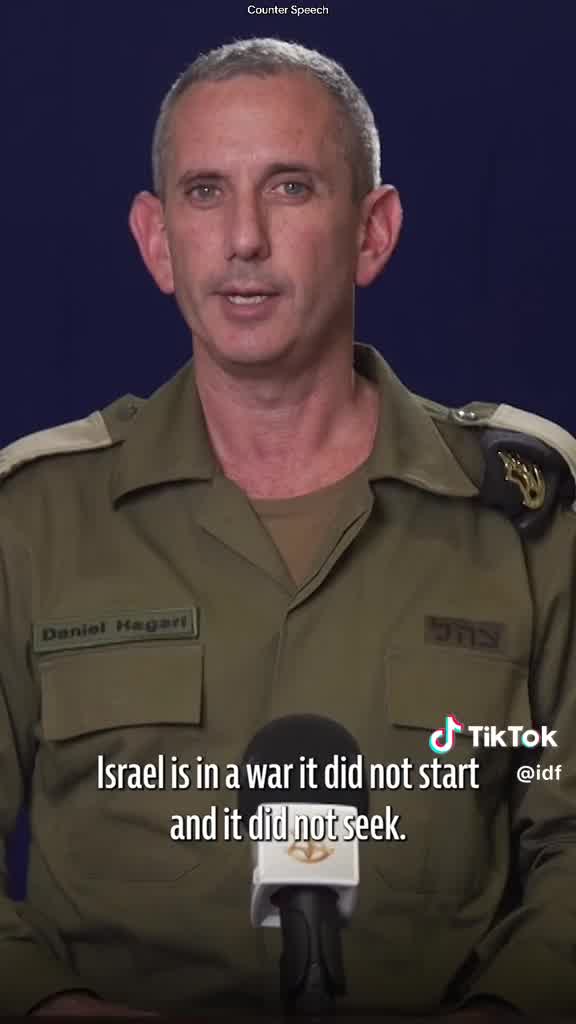 Counter Speech
Daniel Hagari
צה״ל
TikTok
@idf
Israel is in a war it did not start
and it did not seek.